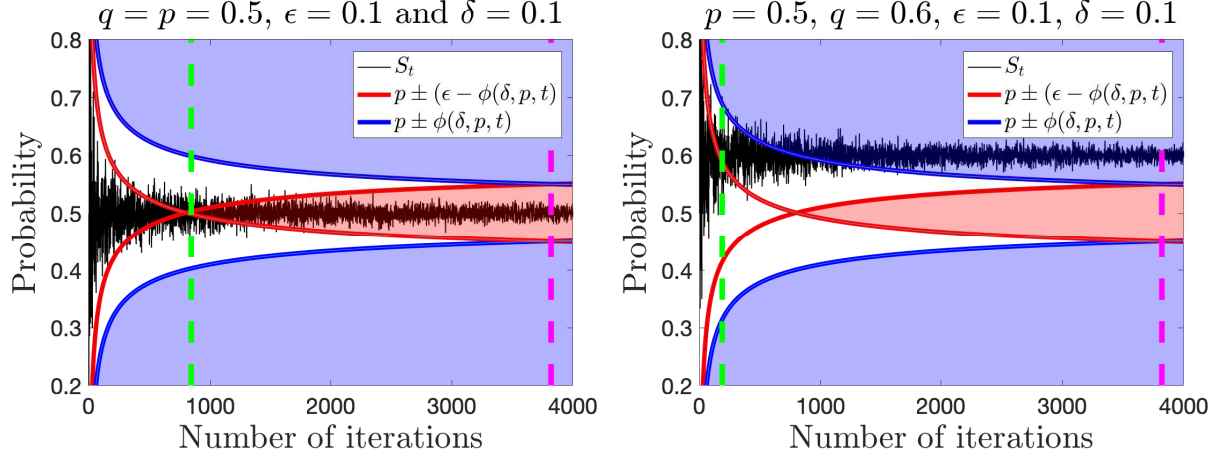 q = p = 0.5, ϵ = 0.1 and δ = 0.1
0.8
0.7
0.6
0.5
0.4
0.3
0.2
Probability
S_t
p ± (ϵ − ϕ(δ, p, t)
p ± ϕ(δ, p, t)
0 1000 2000 3000 4000
Number of iterations
p = 0.5, q = 0.6, ϵ = 0.1, δ = 0.1
0.8
0.7
0.6
0.5
0.4
0.3
0.2
Probability
S_t
p ± (ϵ − ϕ(δ, p, t)
p ± ϕ(δ, p, t)
0 1000 2000 3000 4000
Number of iterations